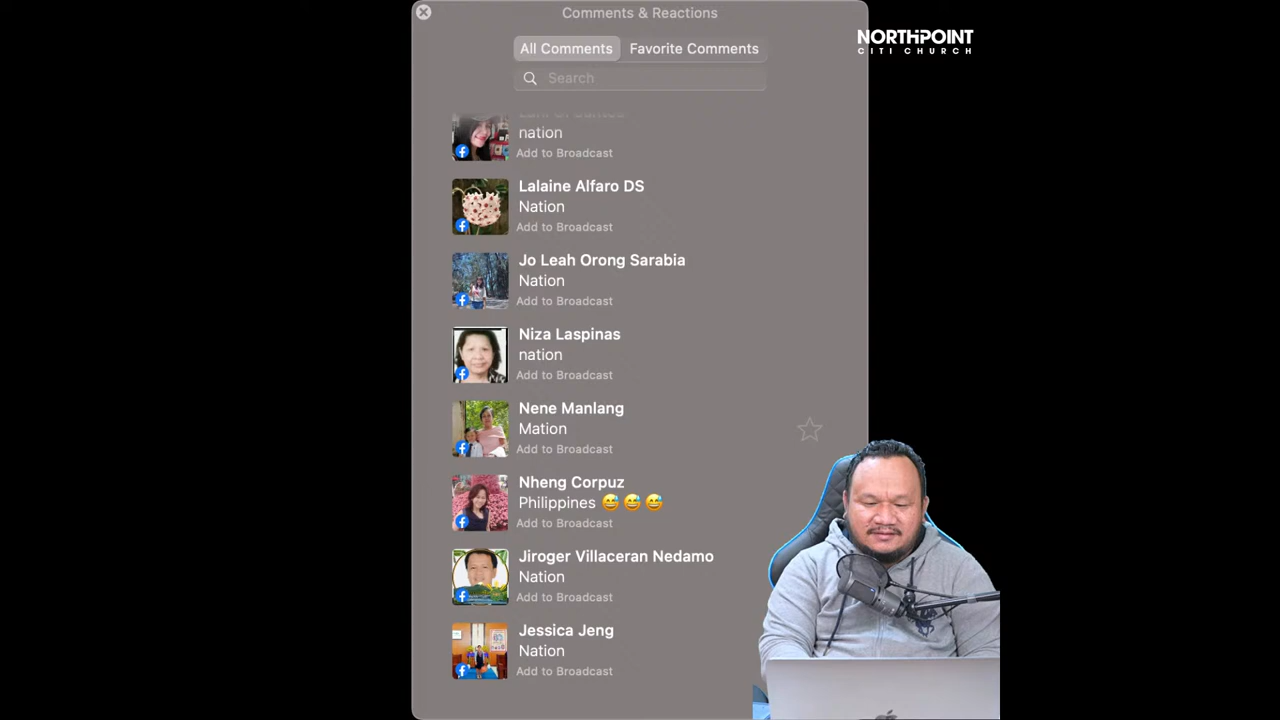 Comments & Reactions
NORTHPOINT
CITI CHURCH
All Comments Favorite Comments
Search
nation
Add to Broadcast
Lalaine Alfaro DS
Nation
Add to Broadcast
Jo Leah Orong Sarabia
Nation
Add to Broadcast
Niza Laspinas
nation
Add to Broadcast
Nene Manlang
Mation
Add to Broadcast
Nheng Corpuz
Philippines 😅😅😅
Add to Broadcast
Jiroger Villaceran Nedamo
Nation
Add to Broadcast
Jessica Jeng
Nation
Add to Broadcast